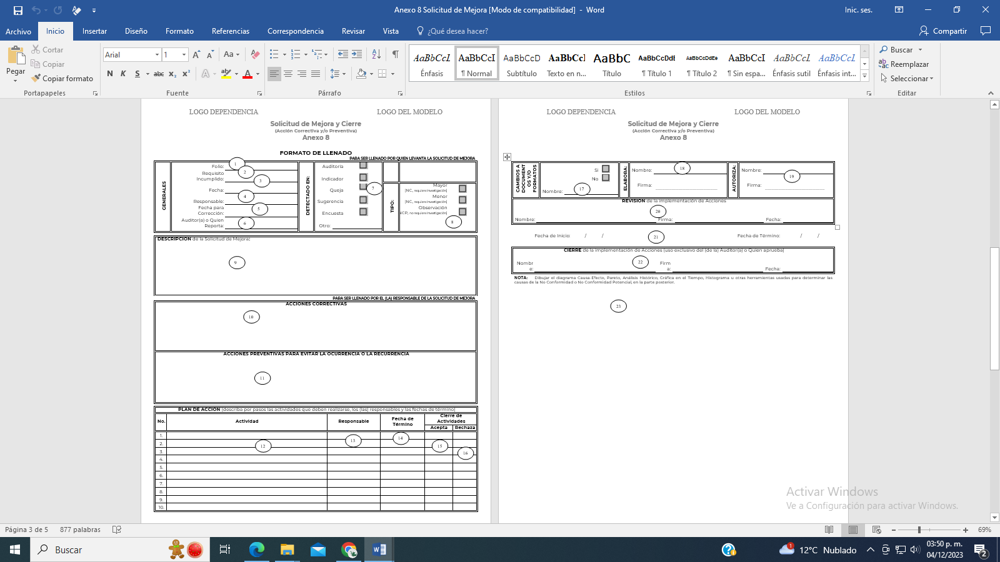 Anexo 8 Solicitud de Mejora [Modo de compatibilidad] - Word
Inic. ses.
Archivo Inicio Insertar Diseño Formato Referencias Correspondencia Revisar Vista ¿Qué desea hacer? Compartir
Pegar
Cortar
Copiar
Copiar formato
Portapapeles
Arial 1
N K S abc x₂ x²
Fuente
Párrafo
AaBbCcL AaBbCcI AaBbCcD AaBbCcI AaBbC AaBbCcDdE AaBbCcDdEe AaBbCcI AaBbCcL AaBbCcL
Énfasis ¶ Normal Subtítulo Texto en n... Título ¶ Título 1 ¶ Título 2 ¶ Sin espa... Énfasis sutil Énfasis int...
Estilos
Buscar
Reemplazar
Seleccionar
Editar
LOGO DEPENDENCIA LOGO DEL MODELO
Solicitud de Mejora y Cierre
(Acción Correctiva y/o Preventiva)
Anexo 8
FORMATO DE LLENADO
PARA SER LLENADO POR QUIEN LEVANTA LA SOLICITUD DE MEJORA
GENERALES
Folio: 1
Requisito Incumplido: 2
Fecha: 3
Responsable: 4
Fecha para Corrección: 5
Auditor(a) o Quien Reporta: 6
DETECTADO EN:
Auditoría
Indicador
Queja 7
Sugerencia
Encuesta
Otro:
TIPO:
Mayor
(NC, requiere investigación)
Menor
(NC, requiere investigación)
Observación
NCP, no requiere investigación)
8
DESCRIPCIÓN de la Solicitud de Mejora:
9
PARA SER LLENADO POR EL (LA) RESPONSABLE DE LA SOLICITUD DE MEJORA
ACCIONES CORRECTIVAS
10
ACCIONES PREVENTIVAS PARA EVITAR LA OCURRENCIA O LA RECURRENCIA
11
PLAN DE ACCIÓN (describa por pasos las actividades que deben realizarse, los (las) responsables y las fechas de término)
No. Actividad Responsable Fecha de Término Cierre de Actividades
Acepta Rechaza
1.
2. 12 13 14 15
3. 16
4.
5.
6.
7.
8.
9.
10.
LOGO DEPENDENCIA LOGO DEL MODELO
Solicitud de Mejora y Cierre
(Acción Correctiva y/o Preventiva)
Anexo 8
CAMBIOS A DOCUMENT OS Y/O FORMATOS
Si
No
Nombre: 17
ELABORA:
Nombre: 18
Firma:
AUTORIZA:
Nombre:
19
Firma:
REVISIÓN de la implementación de Acciones
20
Nombre: Firma: Fecha:
Fecha de Inicio: / / 21 Fecha de Término: / /
CIERRE de la implementación de Acciones (uso exclusivo del (de la) Auditor(a) o Quien aprueba)
22
Nombr e: Firm a: Fecha:
NOTA: Dibujar el diagrama Causa-Efecto, Pareto, Análisis Histórico, Gráfica en el Tiempo, Histograma u otras herramientas usadas para determinar las
causas de la No Conformidad o No Conformidad Potencial, en la parte posterior.
23
Activar Windows
Ve a Configuración para activar Windows.
Página 3 de 5 877 palabras 69%
Buscar
12°C Nublado
03:50 p. m.
04/12/2023
2